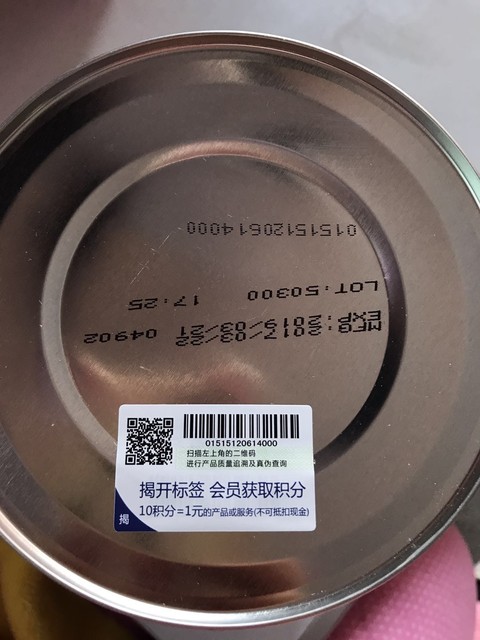 MFG:2017/03/22 04902
EXP:2019/03/21
LOT:50300 17:25
01515120614000
01515120614000
扫描左上角的二维码
进行产品质量追溯及真伪查询
揭开标签 会员获取积分
10积分=1元的产品或服务(不可抵扣现金)
揭